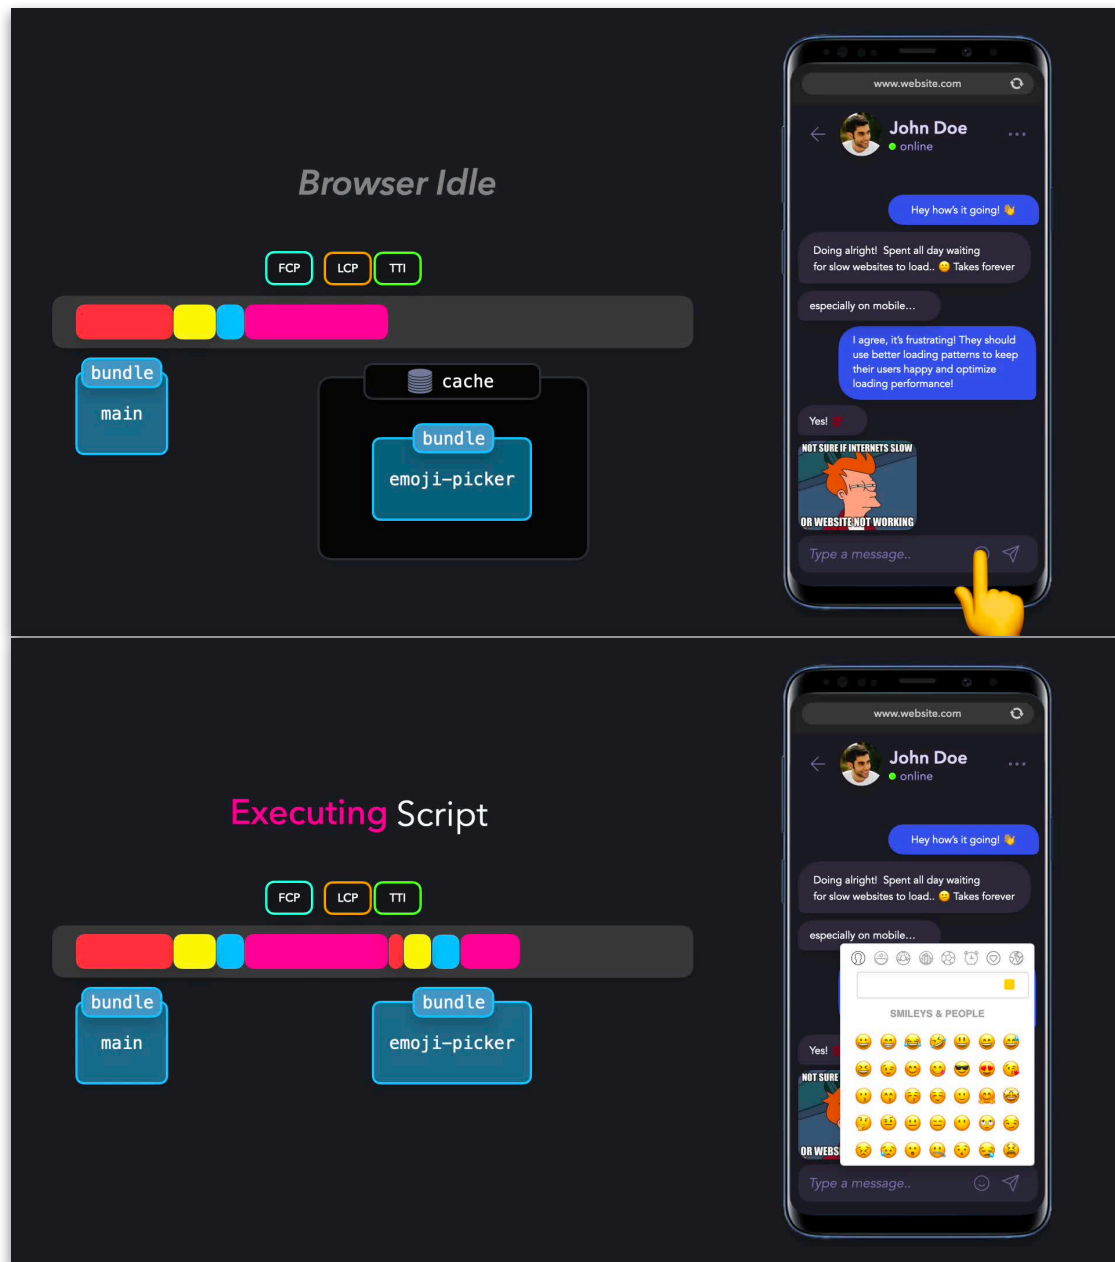 www.website.com
John Doe
online
Browser Idle
Hey how's it going! 👋
Doing alright! Spent all day waiting
for slow websites to load.. 😑 Takes forever
FCP
LCP
TTI
especially on mobile...
I agree, it's frustrating! They should
use better loading patterns to keep
their users happy and optimize
loading performance!
bundle
main
cache
bundle
emoji-picker
Yes! 💯
NOT SURE IF INTERNETS SLOW
OR WEBSITE NOT WORKING
Type a message..
www.website.com
John Doe
online
Executing Script
Hey how's it going! 👋
Doing alright! Spent all day waiting
for slow websites to load.. 😑 Takes forever
FCP
LCP
TTI
especially on mobile...
bundle
main
bundle
emoji-picker
SMILEYS & PEOPLE
Yes!
NOT SURE
OR WEBS
Type a message..